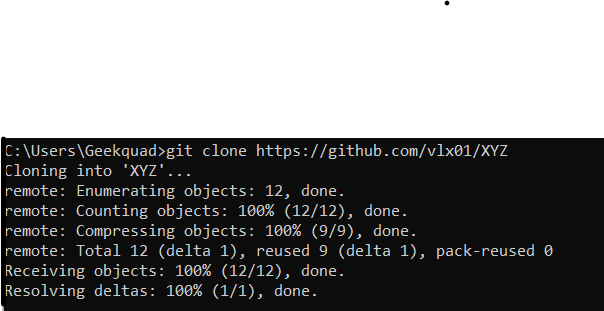 C:\Users\Geekquad>git clone https://github.com/vlx01/XYZ
Cloning into 'XYZ'...
remote: Enumerating objects: 12, done.
remote: Counting objects: 100% (12/12), done.
remote: Compressing objects: 100% (9/9), done.
remote: Total 12 (delta 1), reused 9 (delta 1), pack-reused 0
Receiving objects: 100% (12/12), done.
Resolving deltas: 100% (1/1), done.